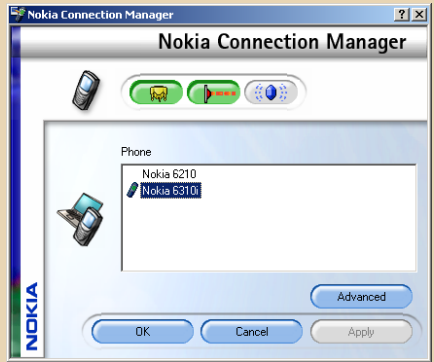 Nokia Connection Manager
Nokia Connection Manager
Phone
Nokia 6210
Nokia 6310i
Advanced
NOKIA
OK Cancel Apply